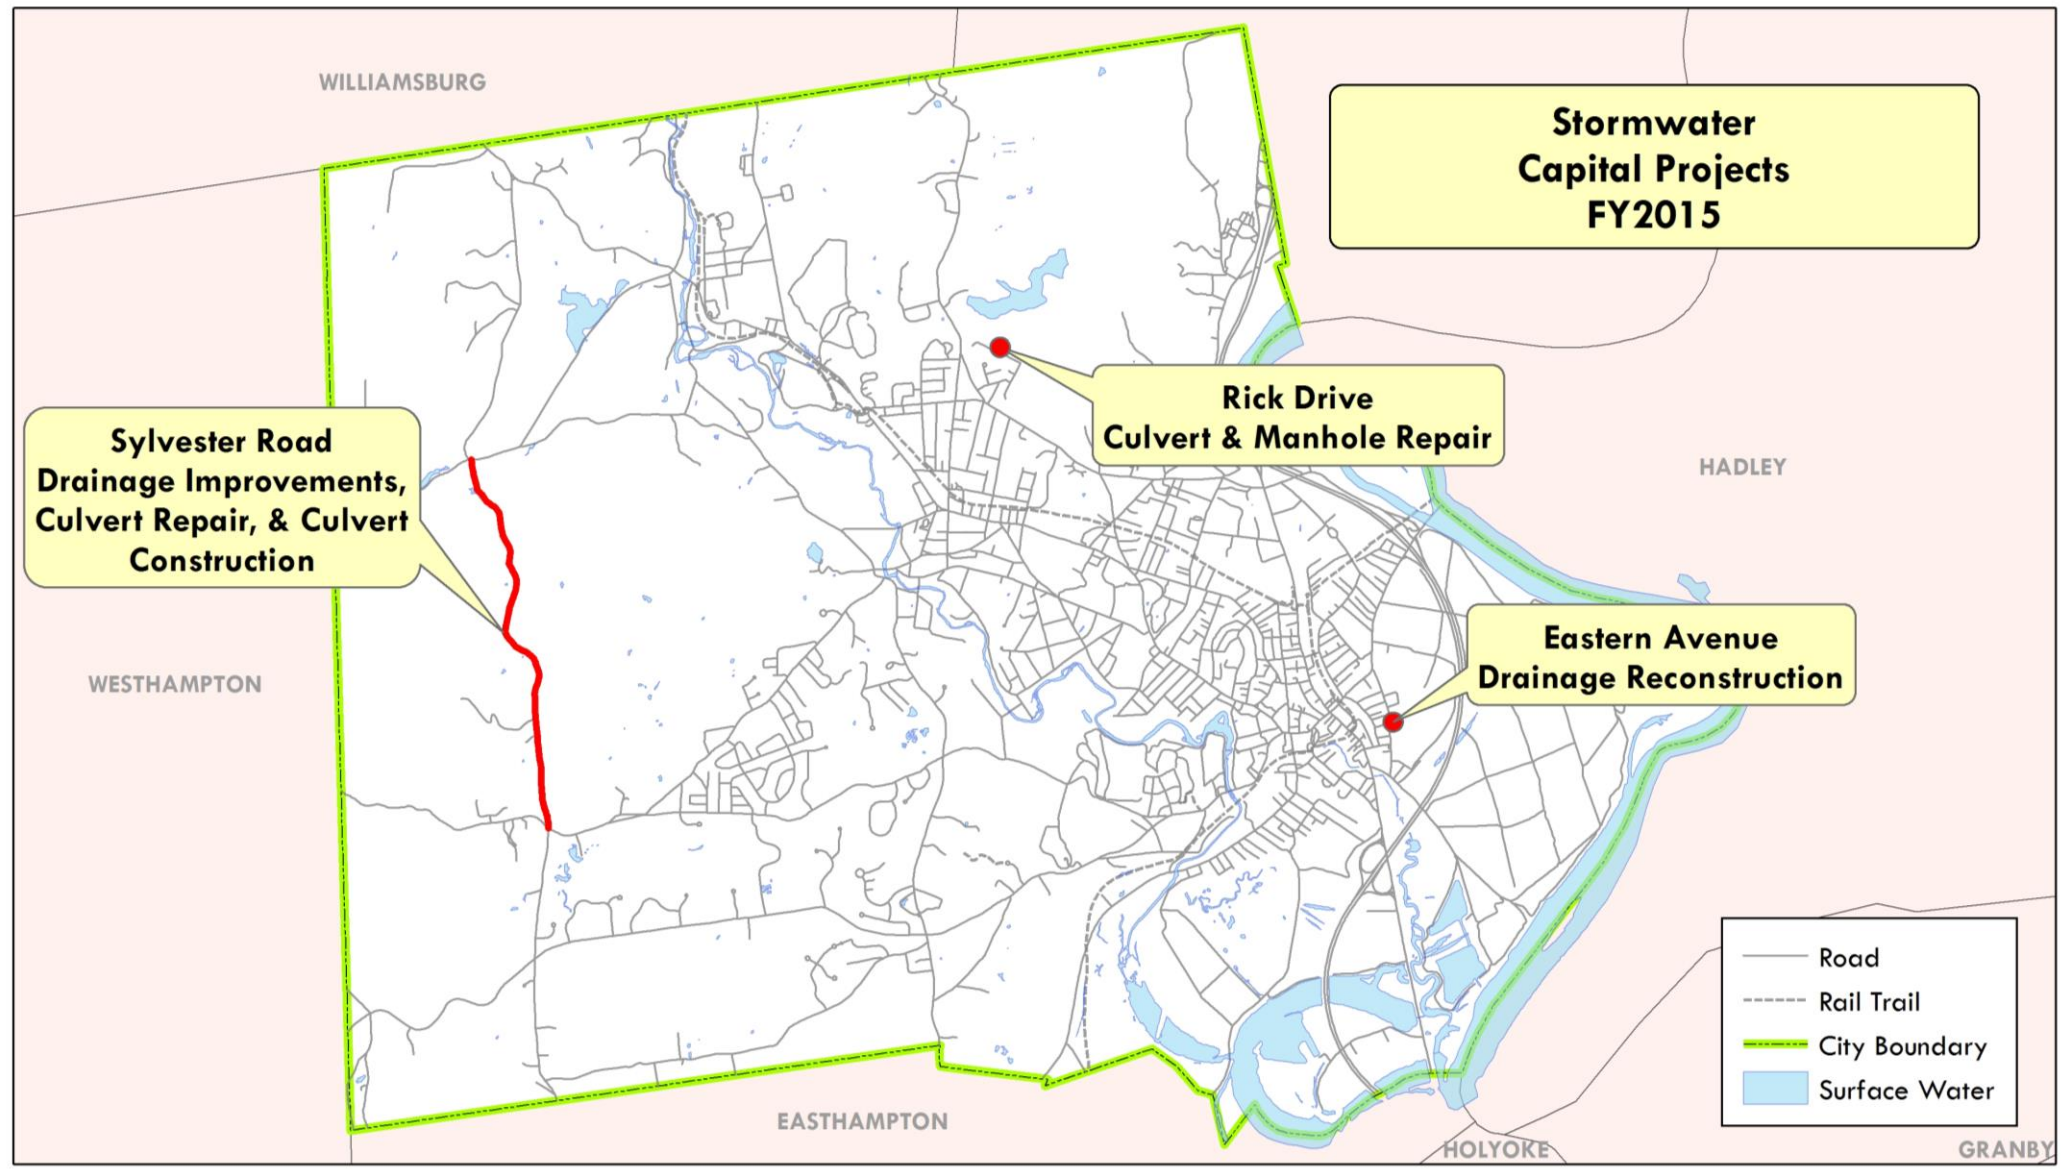 WILLIAMSBURG
Stormwater
Capital Projects
FY2015
Rick Drive
Culvert & Manhole Repair
Sylvester Road
Drainage Improvements,
Culvert Repair, & Culvert
Construction
HADLEY
Eastern Avenue
Drainage Reconstruction
WESTHAMPTON
Road
Rail Trail
City Boundary
Surface Water
EASTHAMPTON
HOLYOKE
GRANBY